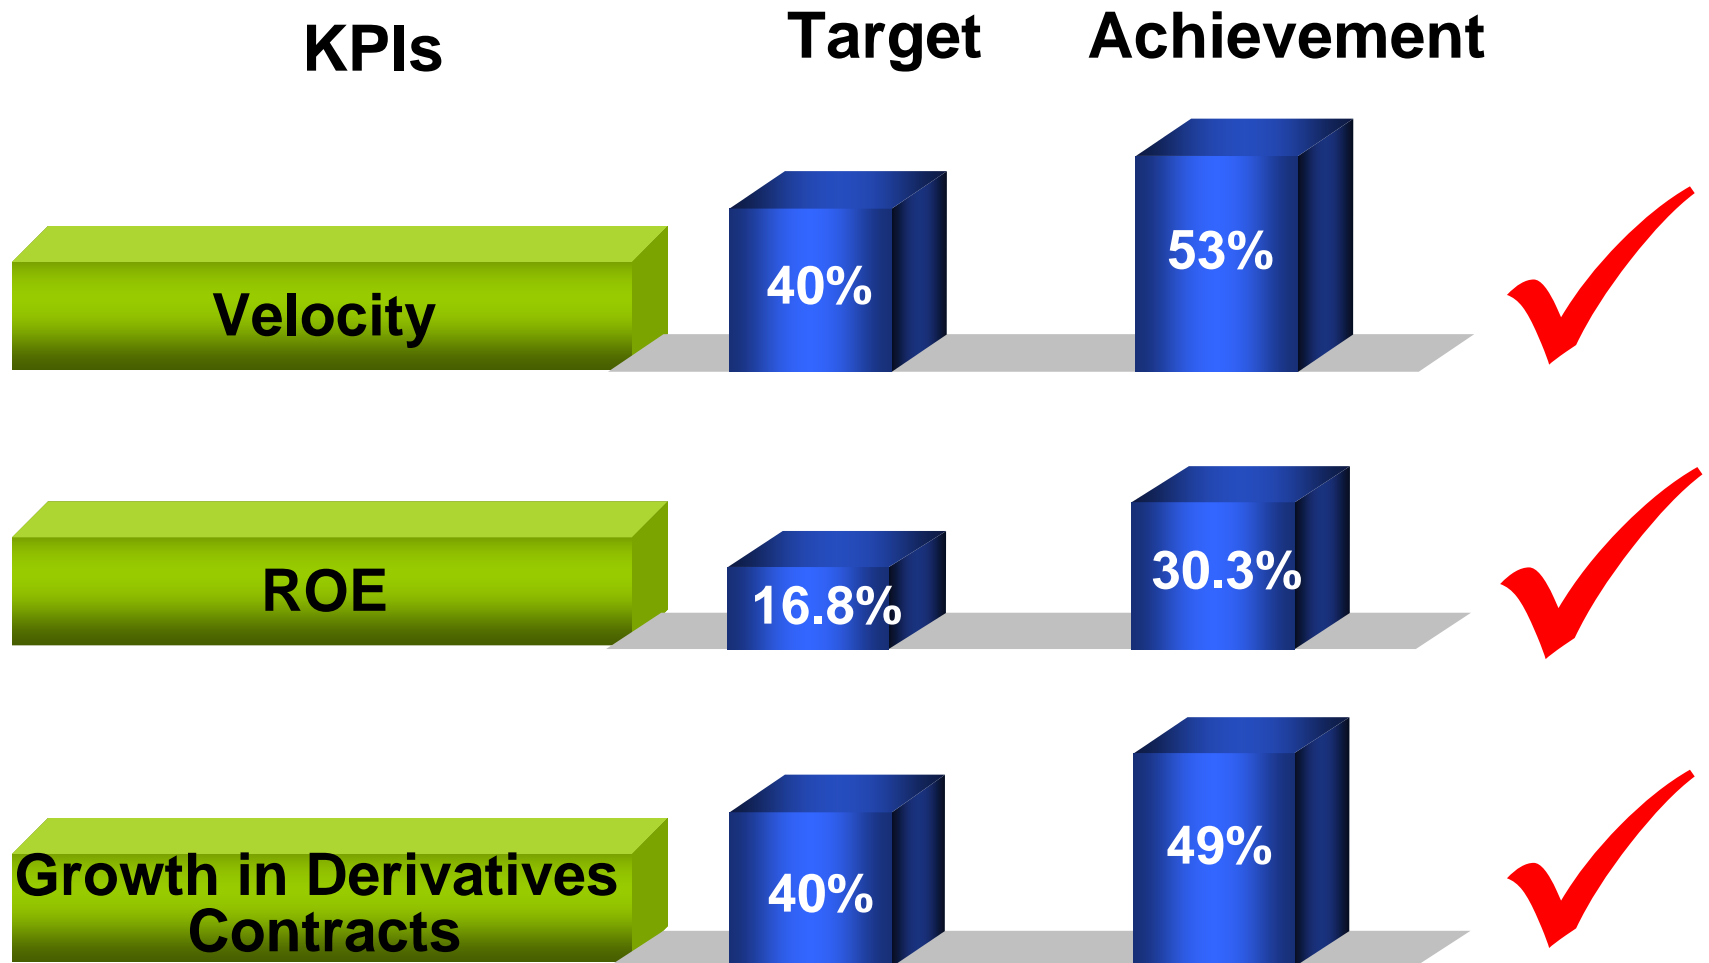 KPIs Target Achievement
Velocity 40% 53%
ROE 16.8% 30.3%
Growth in Derivatives
Contracts 40% 49%